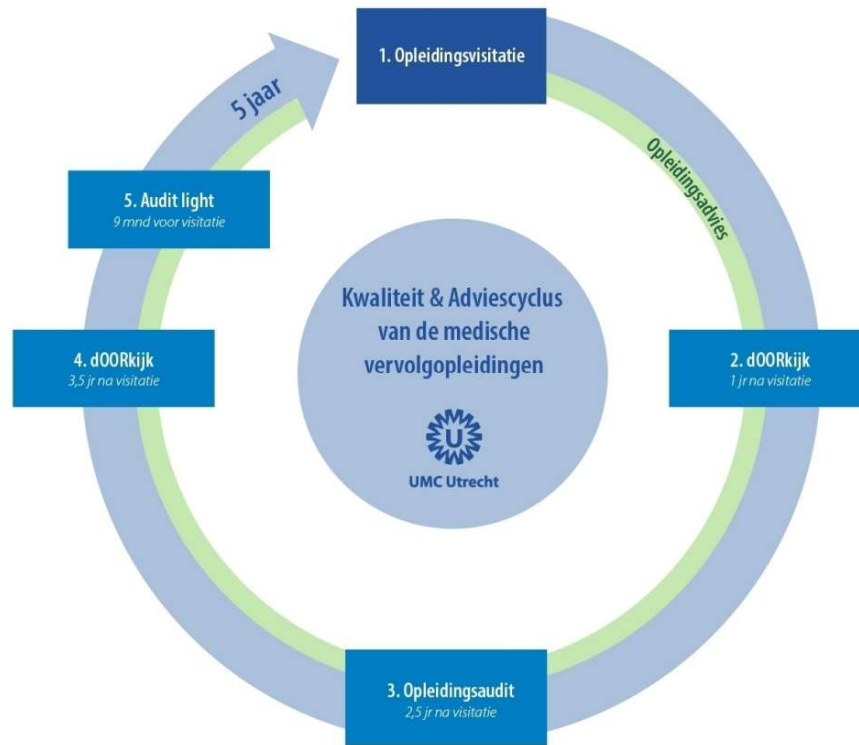 1. Opleidingsvisitatie
Opleidingsadvies
2. dOORkijk
1 jr na visitatie
3. Opleidingsaudit
2,5 jr na visitatie
4. dOORkijk
3,5 jr na visitatie
5. Audit light
9 mnd voor visitatie
5 jaar
Kwaliteit & Adviescyclus
van de medische
vervolgopleidingen
U
UMC Utrecht